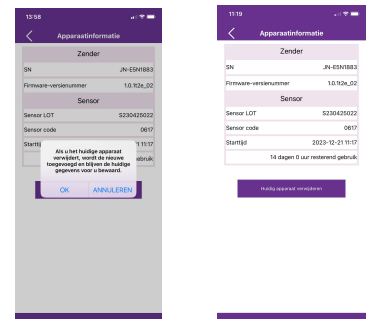 13:58
Apparaatinformatie
Zender
SN JN-E5N1883
Firmware-versienummer 1.0.1t2e_02
Sensor
Sensor LOT S230425022
Sensor code 0617
Starttijd 21 11:17
Als u het huidige apparaat
verwijdert, wordt de nieuwe
toegevoegd en blijven de huidige
gegevens voor u bewaard.
gebruik
OK ANNULEREN
11:19
Apparaatinformatie
Zender
SN JN-E5N1883
Firmware-versienummer 1.0.1t2e_02
Sensor
Sensor LOT S230425022
Sensor code 0617
Starttijd 2023-12-21 11:17
14 dagen 0 uur resterend gebruik
Huidig apparaat verwijderen